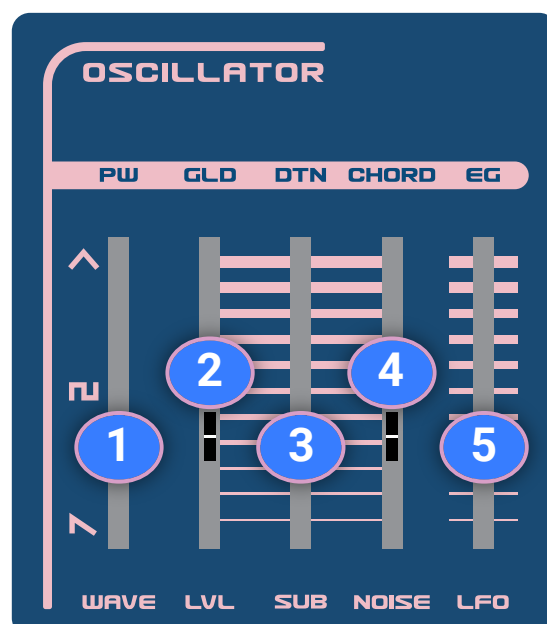 OSCILLATOR
PW GLD DTN CHORD EG
2 4
1 3 5
WAVE LVL SUB NOISE LFO